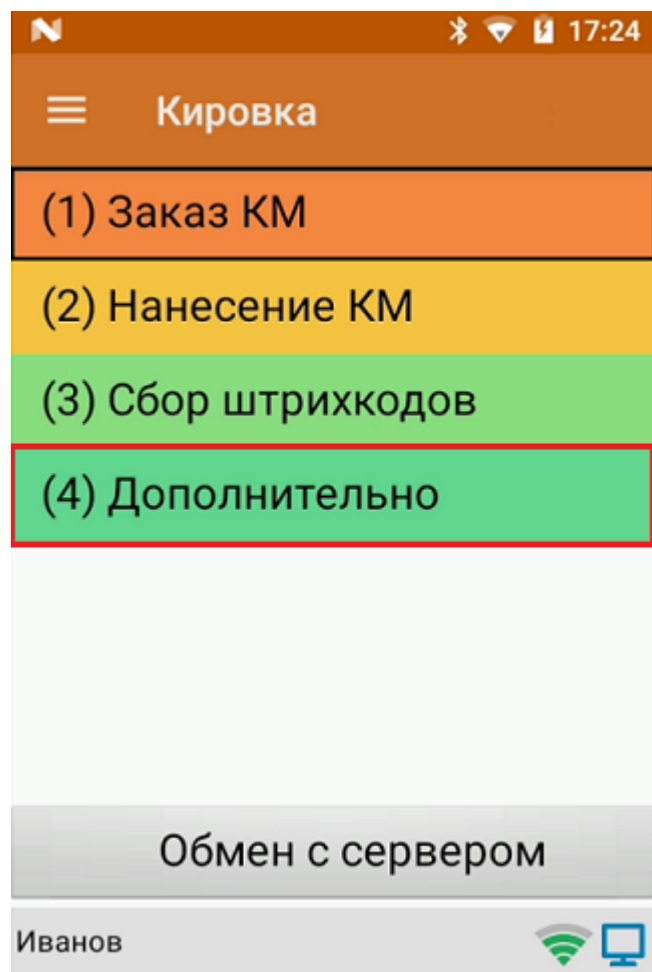 17:24
Кировка
(1) Заказ КМ
(2) Нанесение КМ
(3) Сбор штрихкодов
(4) Дополнительно
Обмен с сервером
Иванов